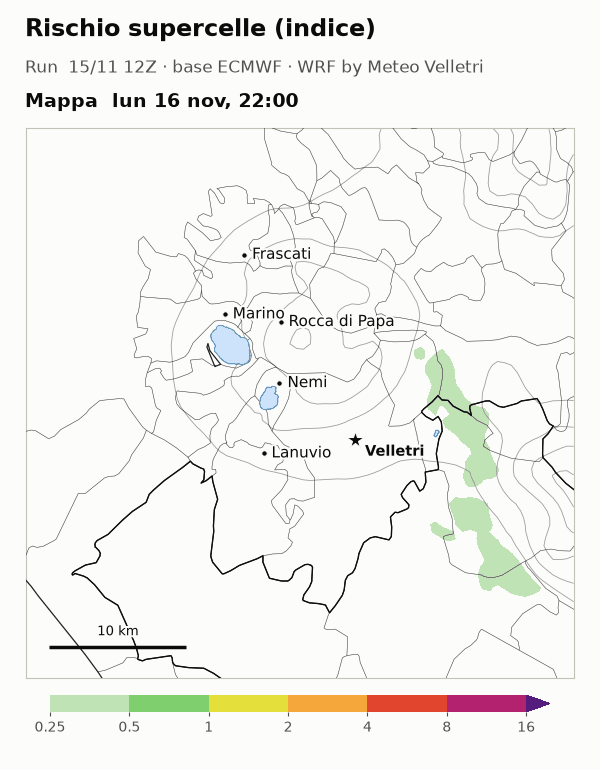 Rischio supercelle (indice)
Run  15/11 12Z · base ECMWF · WRF by Meteo Velletri
Mappa  lun 16 nov, 22:00
Frascati
Marino
Rocca di Papa
Nemi
Velletri
Lanuvio
10 km
0.25 0.5 1 2 4 8 16